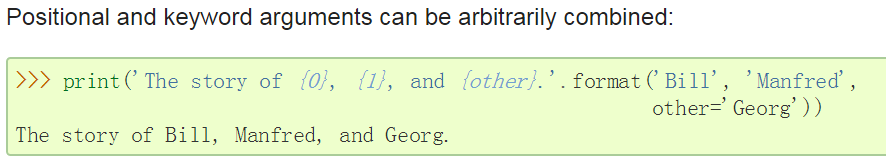 Positional and keyword arguments can be arbitrarily combined:
>>> print('The story of {0}, {1}, and {other}.'.format('Bill', 'Manfred',
other='Georg'))
The story of Bill, Manfred, and Georg.